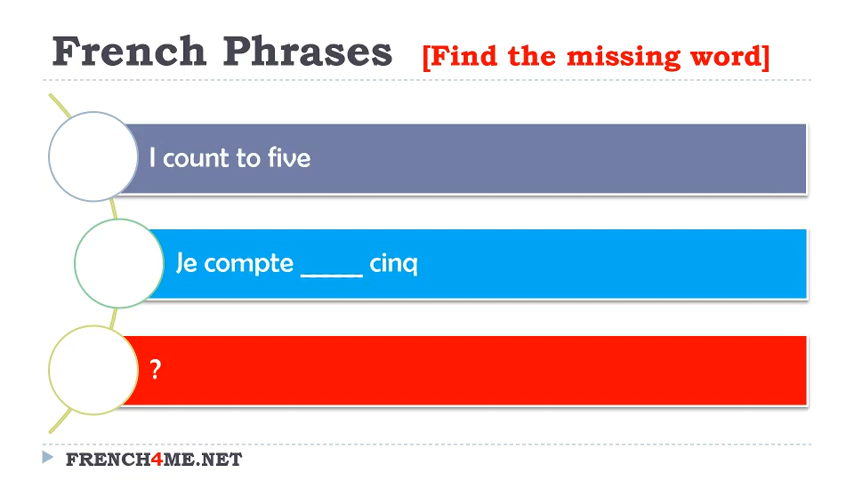 French Phrases [Find the missing word]
I count to five
Je compte _____ cinq
?
FRENCH4ME.NET